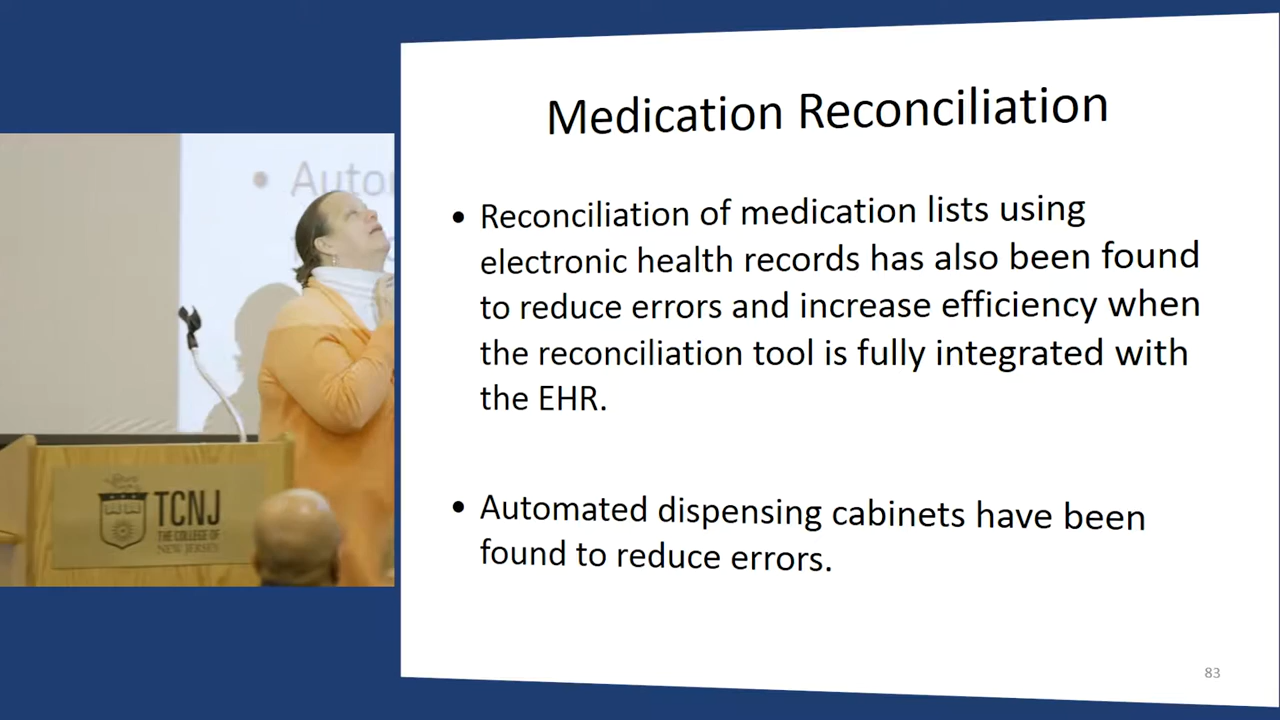 Medication Reconciliation
• Reconciliation of medication lists using
electronic health records has also been found
to reduce errors and increase efficiency when
the reconciliation tool is fully integrated with
the EHR.
• Automated dispensing cabinets have been
found to reduce errors.
83
• Auto
TCNJ
THE COLLEGE OF
NEW JERSEY